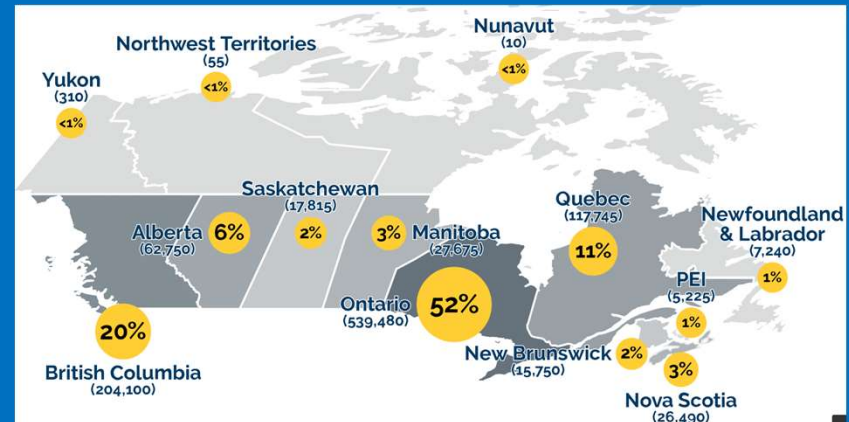 Nunavut
(10)
<1%
Northwest Territories
(55)
<1%
Yukon
(310)
<1%
Saskatchewan
(17,815)
2%
Alberta
(62,750)
6%
3%
Manitoba
(27,675)
Quebec
(117,745)
11%
Newfoundland
& Labrador
(7,240)
1%
PEI
(5,225)
1%
Ontario
(539,480)
52%
20%
British Columbia
(204,100)
New Brunswick
(15,750)
2%
3%
Nova Scotia
(26,490)